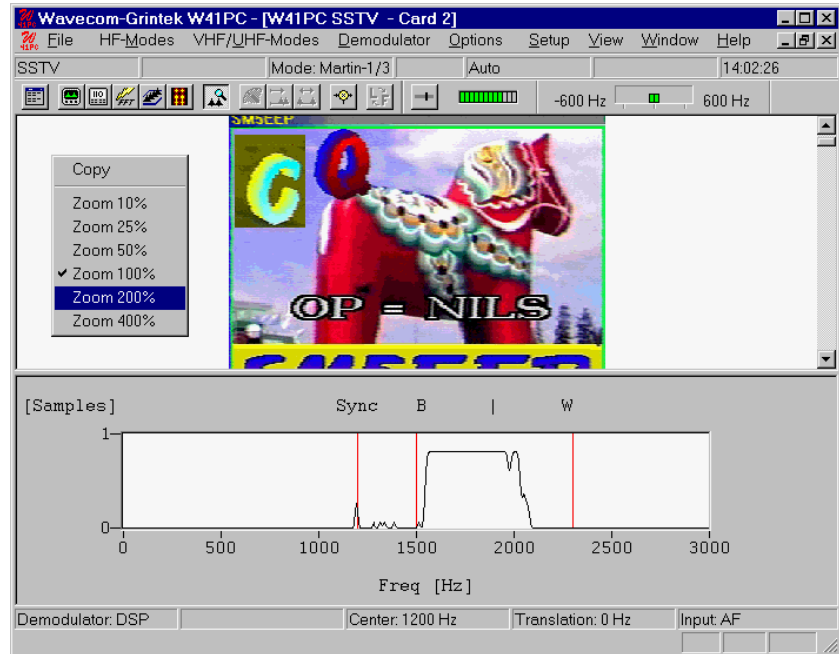 Wavecom-Grintek W41PC - [W41PC SSTV - Card 2]
File HF-Modes VHF/UHF-Modes Demodulator Options Setup View Window Help
SSTV Mode: Martin-1/3 Auto 14:02:26
-600 Hz 600 Hz
SM5EEP
CQ
Copy
Zoom 10%
Zoom 25%
Zoom 50%
Zoom 100%
Zoom 200%
Zoom 400%
OP = NILS
SM5EEP
[Samples] Sync B | W
1
0
0 500 1000 1500 2000 2500 3000
Freq [Hz]
Demodulator: DSP Center: 1200 Hz Translation: 0 Hz Input: AF